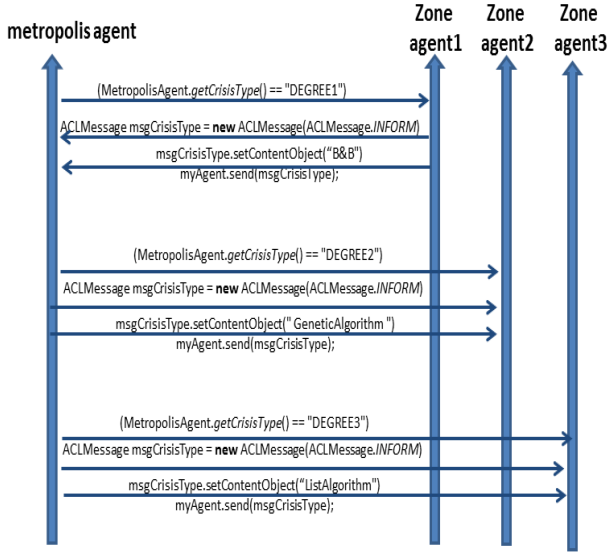 metropolis agent
Zone
agent1
Zone
agent2
Zone
agent3
(MetropolisAgent.getCrisisType() == "DEGREE1")
ACLMessage msgCrisisType = new ACLMessage(ACLMessage.INFORM)
msgCrisisType.setContentObject(“B&B")
myAgent.send(msgCrisisType);
(MetropolisAgent.getCrisisType() == "DEGREE2")
ACLMessage msgCrisisType = new ACLMessage(ACLMessage.INFORM)
msgCrisisType.setContentObject(" GeneticAlgorithm ")
myAgent.send(msgCrisisType);
(MetropolisAgent.getCrisisType() == "DEGREE3")
ACLMessage msgCrisisType = new ACLMessage(ACLMessage.INFORM)
msgCrisisType.setContentObject(“ListAlgorithm")
myAgent.send(msgCrisisType);